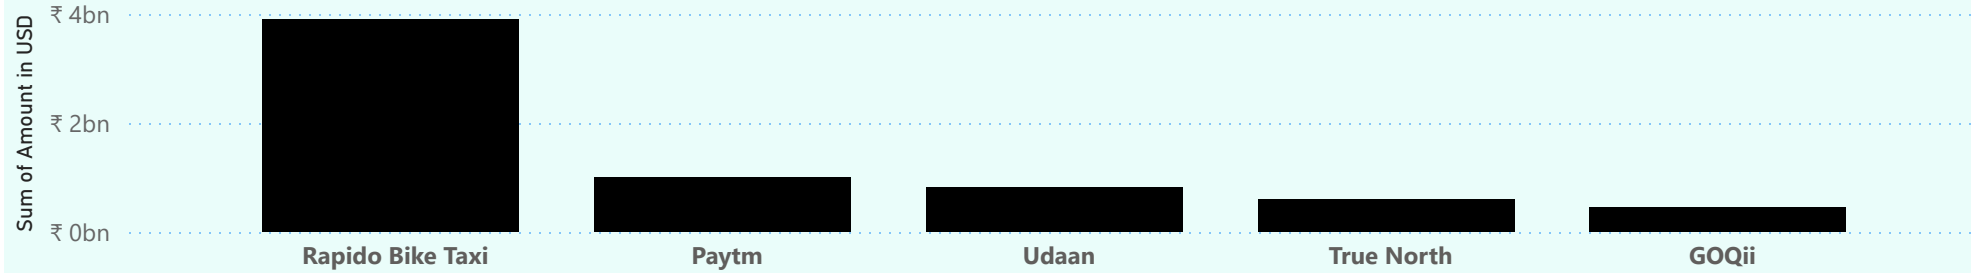 Sum of Amount in USD
₹ 4bn
₹ 2bn
₹ 0bn
Rapido Bike Taxi
Paytm
Udaan
True North
GOQii